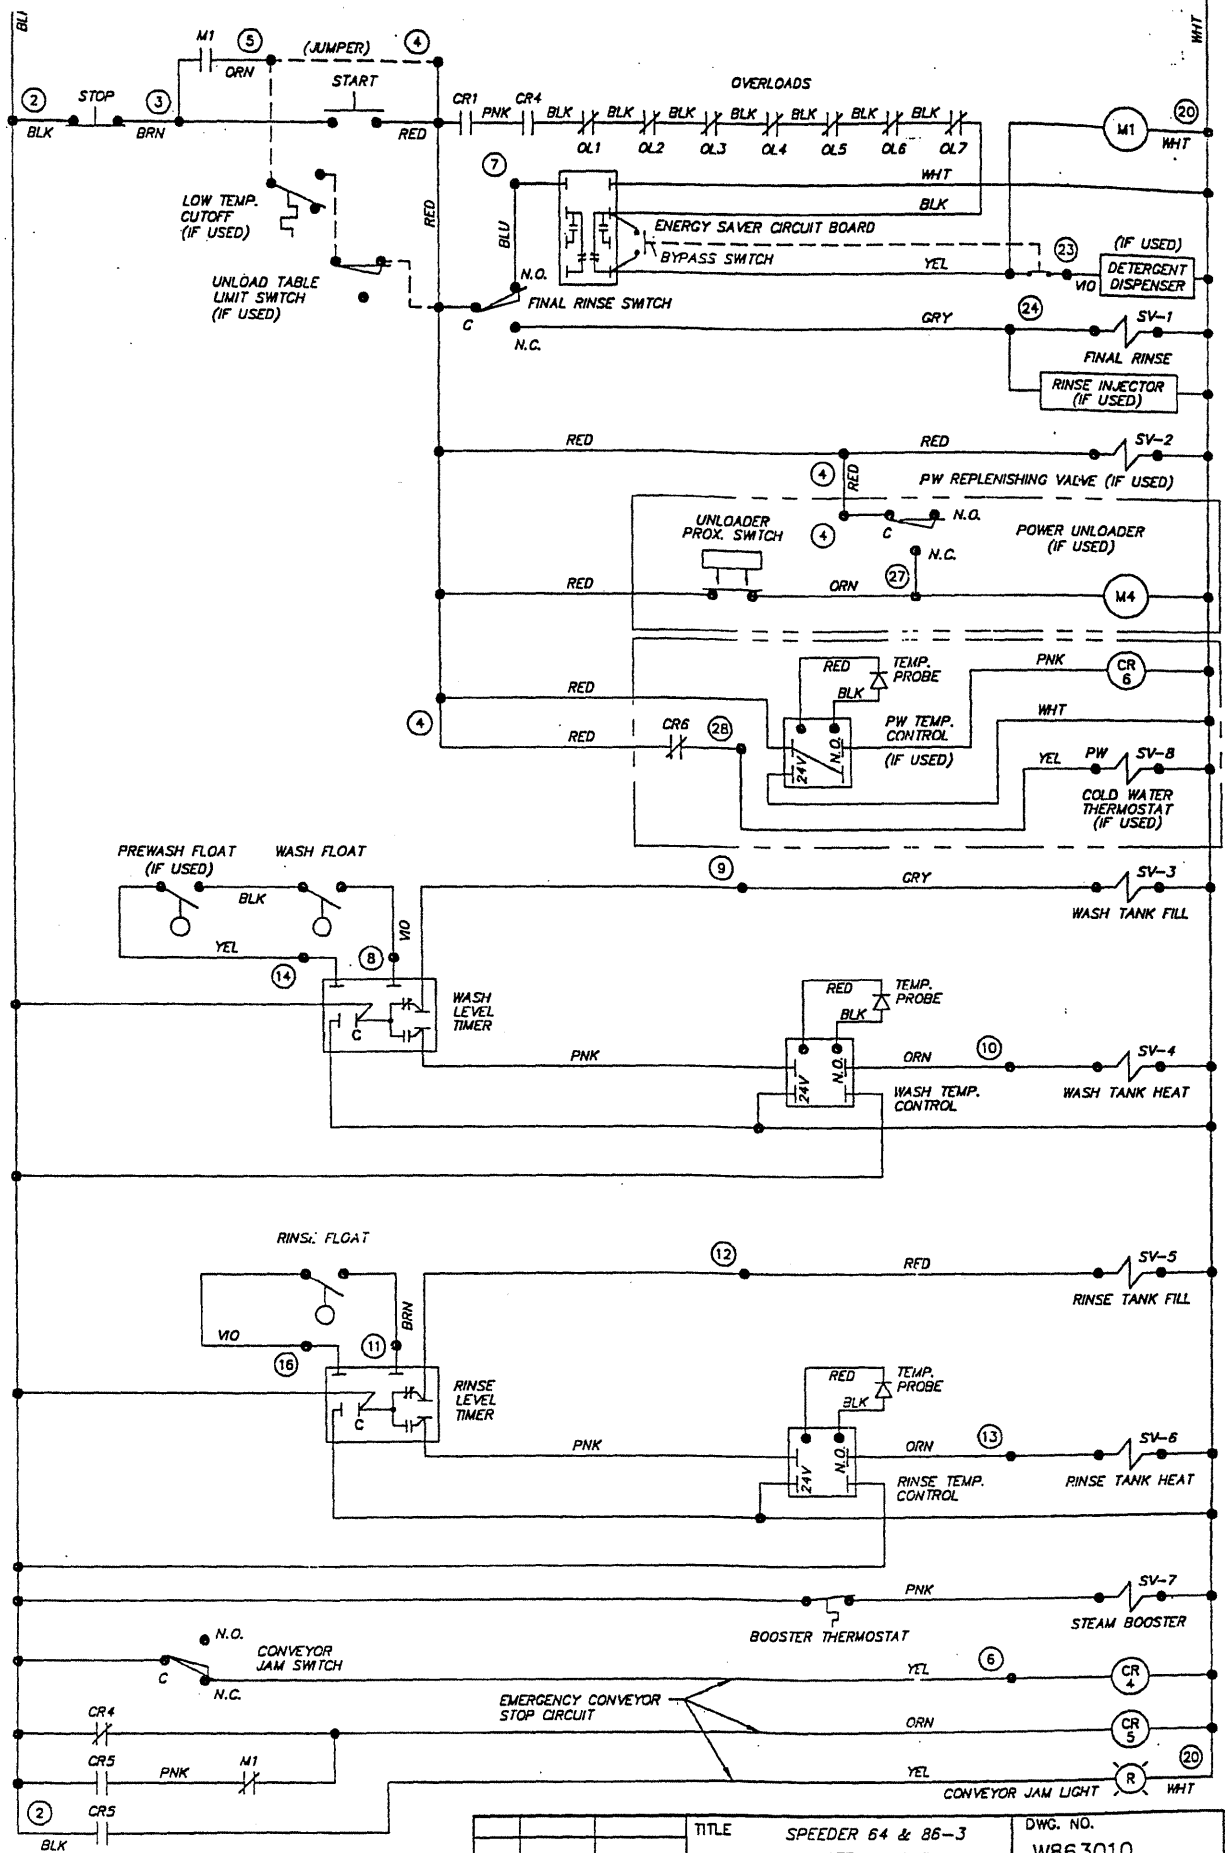 BLK
WHT
M1
5
(JUMPER)
4
ORN
2
STOP
3
START
BLK
BRN
RED
OVERLOADS
CR1
PNK
CR4
BLK
BLK
BLK
BLK
BLK
BLK
BLK
OL1
OL2
OL3
OL4
OL5
OL6
OL7
M1
20
WHT
7
WHT
BLK
LOW TEMP.
CUTOFF
(IF USED)
RED
BLU
ENERGY SAVER CIRCUIT BOARD
BYPASS SWITCH
23
(IF USED)
YEL
VIO
DETERGENT
DISPENSER
UNLOAD TABLE
LIMIT SWITCH
(IF USED)
N.O.
FINAL RINSE SWITCH
C
N.C.
GRY
24
SV-1
FINAL RINSE
RINSE INJECTOR
(IF USED)
RED
RED
SV-2
4
RED
PW REPLENISHING VALVE (IF USED)
UNLOADER
PROX. SWITCH
4
C
N.O.
POWER UNLOADER
(IF USED)
N.C.
RED
ORN
27
M4
RED
TEMP.
PROBE
BLK
PNK
CR
6
RED
4
PW TEMP.
CONTROL
(IF USED)
WHT
RED
CR6
28
24V
N.O.
YEL
PW
SV-8
COLD WATER
THERMOSTAT
(IF USED)
PREWASH FLOAT
(IF USED)
WASH FLOAT
BLK
9
GRY
SV-3
WASH TANK FILL
YEL
14
8
VIO
WASH
LEVEL
TIMER
C
RED
TEMP.
PROBE
BLK
PNK
24V
N.O.
ORN
10
SV-4
WASH TEMP.
CONTROL
WASH TANK HEAT
RINSE FLOAT
12
RED
SV-5
RINSE TANK FILL
VIO
16
11
BRN
RINSE
LEVEL
TIMER
C
RED
TEMP.
PROBE
BLK
PNK
24V
N.O.
ORN
13
SV-6
RINSE TEMP.
CONTROL
RINSE TANK HEAT
PNK
SV-7
BOOSTER THERMOSTAT
STEAM BOOSTER
N.O.
CONVEYOR
JAM SWITCH
C
N.C.
YEL
6
CR
4
EMERGENCY CONVEYOR
STOP CIRCUIT
CR4
ORN
CR
5
CR5
PNK
M1
YEL
R
20
WHT
CONVEYOR JAM LIGHT
2
CR5
BLK
TITLE
SPEEDER 64 & 86-3
DWG. NO.
W863010